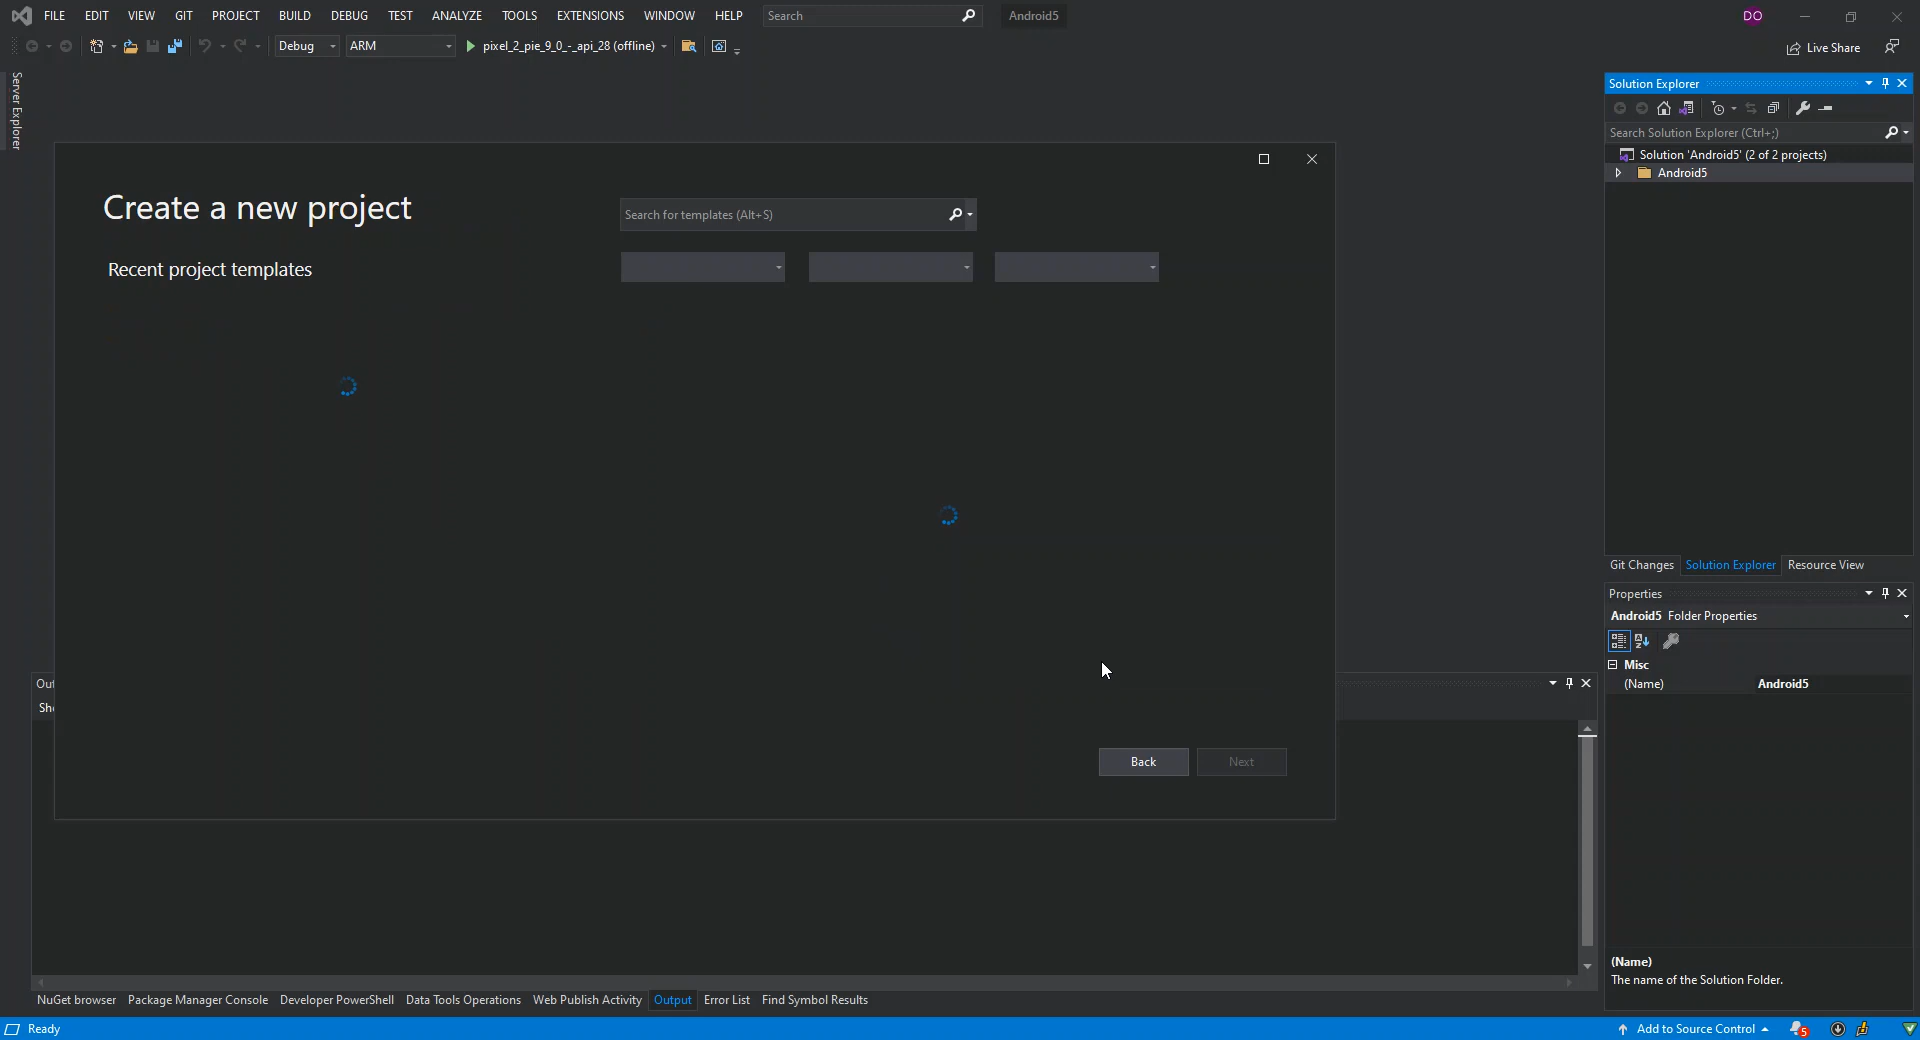 FILE EDIT VIEW GIT PROJECT BUILD DEBUG TEST ANALYZE TOOLS EXTENSIONS WINDOW HELP Search Android5 DO
Debug ARM pixel_2_pie_9_0_-_api_28 (offline) Live Share
Server Explorer
Solution Explorer
Search Solution Explorer (Ctrl+;)
Solution 'Android5' (2 of 2 projects)
Android5
Create a new project
Search for templates (Alt+S)
Recent project templates
Git Changes Solution Explorer Resource View
Properties
Android5 Folder Properties
Misc
(Name) Android5
Back Next
(Name)
The name of the Solution Folder.
NuGet browser Package Manager Console Developer PowerShell Data Tools Operations Web Publish Activity Output Error List Find Symbol Results
Ready Add to Source Control 5